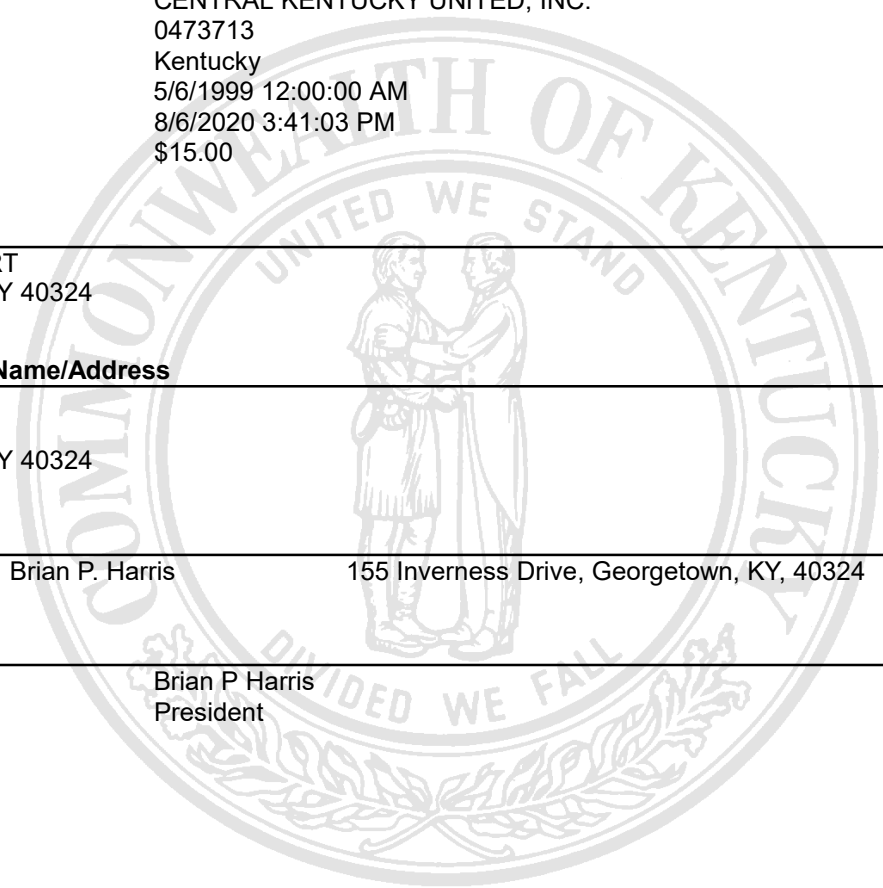 CENTRAL KENTUCKY UNITED, INC.
0473713
Kentucky
5/6/1999 12:00:00 AM
8/6/2020 3:41:03 PM
$15.00
RT
Y 40324
Name/Address
Y 40324
Brian P. Harris 155 Inverness Drive, Georgetown, KY, 40324
Brian P Harris
President
COMMONWEALTH OF KENTUCKY
UNITED WE STAND
DIVIDED WE FALL